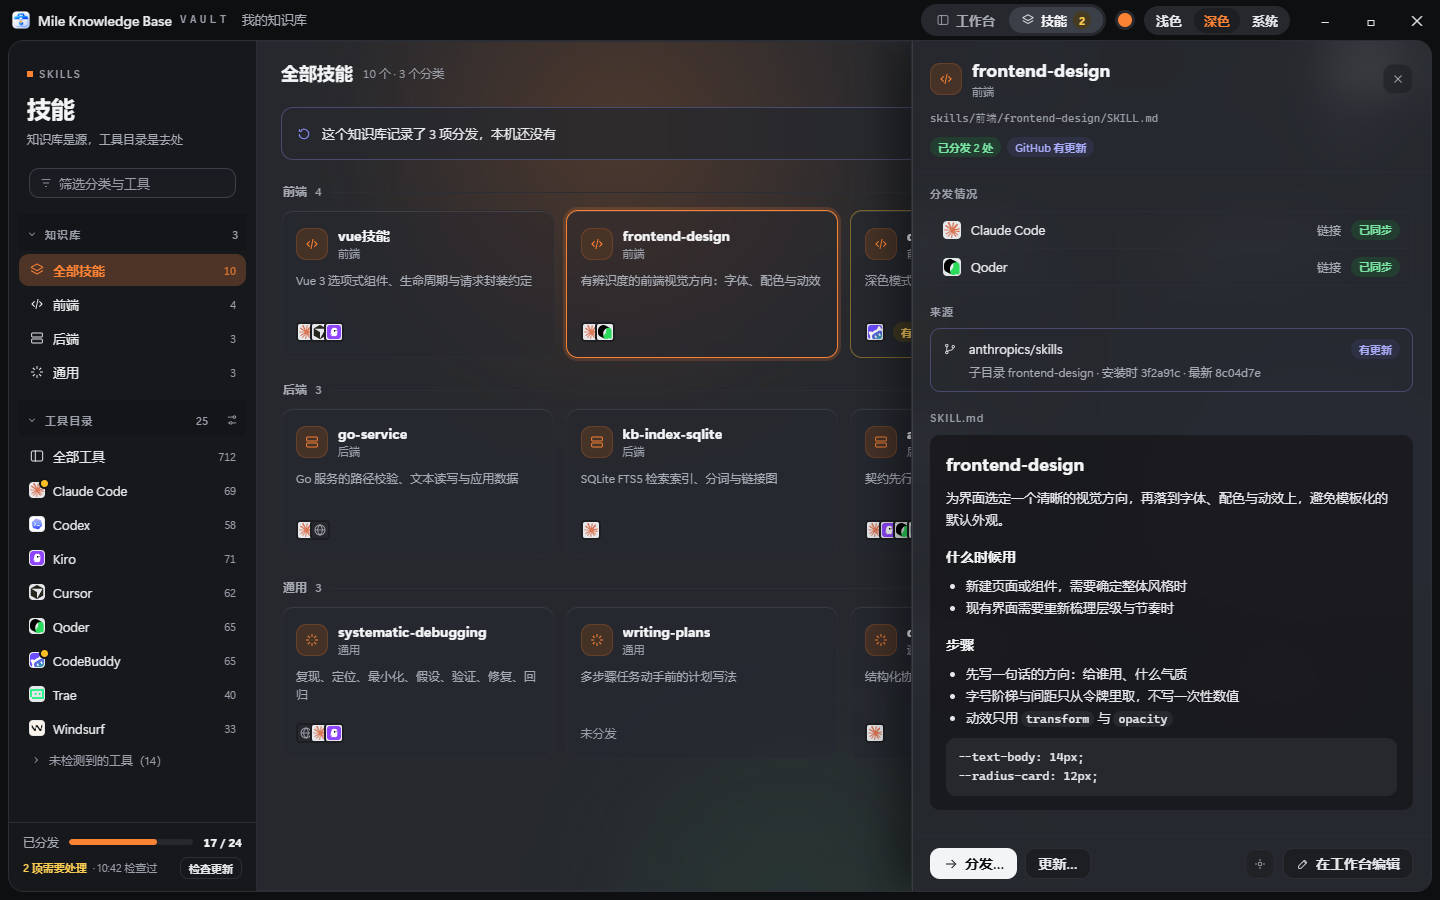 Mile Knowledge Base VAULT 我的知识库
工作台 技能 2 浅色 深色 系统
SKILLS
技能
知识库是源，工具目录是去处
筛选分类与工具
知识库 3
全部技能 10
前端 4
后端 3
通用 3
工具目录 25
全部工具 712
Claude Code 69
Codex 58
Kiro 71
Cursor 62
Qoder 65
CodeBuddy 65
Trae 40
Windsurf 33
未检测到的工具 (14)
已分发 17 / 24
2 项需要处理 · 10:42 检查过 检查更新
全部技能 10 个 · 3 个分类
这个知识库记录了 3 项分发，本机还没有
前端 4
vue技能
前端
Vue 3 选项式组件、生命周期与请求封装约定
frontend-design
前端
有辨识度的前端视觉方向：字体、配色与动效
深色模式
有
后端 3
go-service
后端
Go 服务的路径校验、文本读写与应用数据
kb-index-sqlite
后端
SQLite FTS5 检索索引、分词与链接图
契约先行
通用 3
systematic-debugging
通用
复现、定位、最小化、假设、验证、修复、回
归
writing-plans
通用
多步骤任务动手前的计划写法
未分发
结构化协
frontend-design
前端
skills/前端/frontend-design/SKILL.md
已分发 2 处 GitHub 有更新
分发情况
Claude Code 链接 已同步
Qoder 链接 已同步
来源
anthropics/skills 有更新
子目录 frontend-design · 安装时 3f2a91c · 最新 8c04d7e
SKILL.md
frontend-design
为界面选定一个清晰的视觉方向，再落到字体、配色与动效上，避免模板化的
默认外观。
什么时候用
• 新建页面或组件，需要确定整体风格时
• 现有界面需要重新梳理层级与节奏时
步骤
• 先写一句话的方向：给谁用、什么气质
• 字号阶梯与间距只从令牌里取，不写一次性数值
• 动效只用 transform 与 opacity
--text-body: 14px;
--radius-card: 12px;
分发... 更新... 在工作台编辑